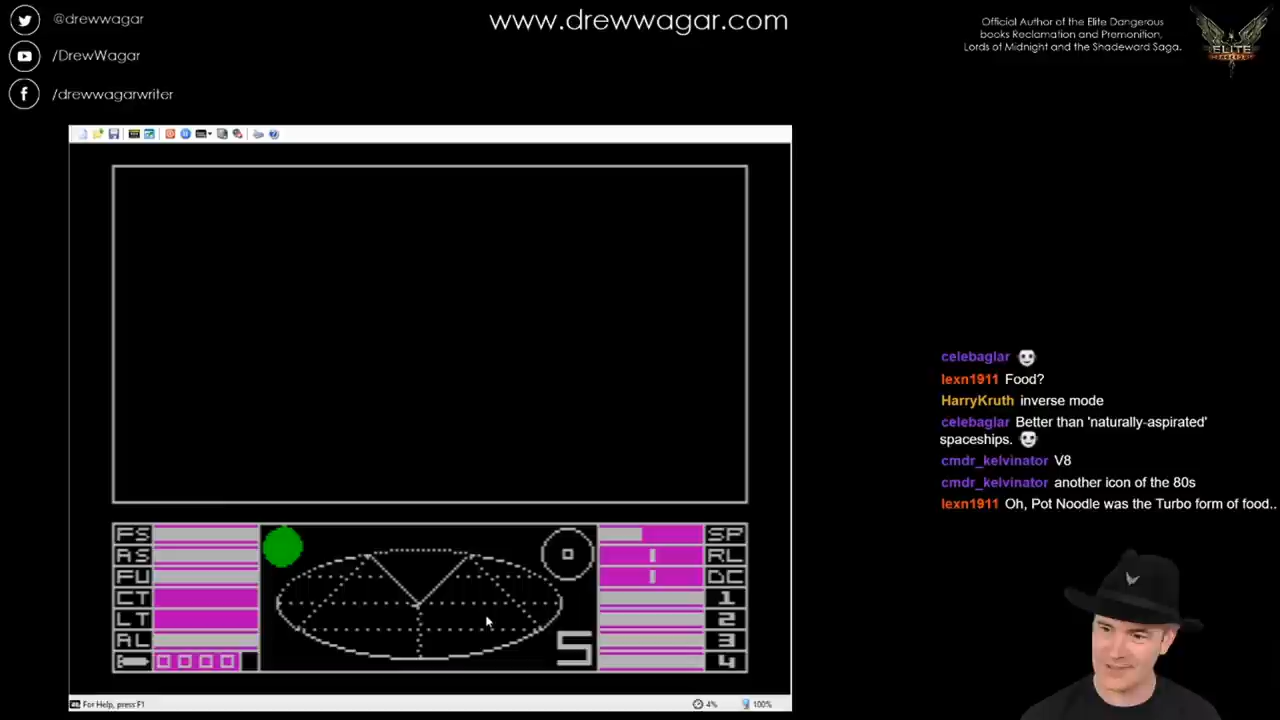 @drewwagar
/DrewWagar
/drewwagarwriter
www.drewwagar.com
Official Author of the Elite Dangerous
books Reclamation and Premonition,
Lords of Midnight and the Shadeward Saga.
ELITE
celebaglar
lexn1911 Food?
HarryKruth inverse mode
celebaglar Better than 'naturally-aspirated'
spaceships.
cmdr_kelvinator V8
cmdr_kelvinator another icon of the 80s
lexn1911 Oh, Pot Noodle was the Turbo form of food..
FS
AS
FU
CT
LT
AL
S
SP
RL
DC
1
2
3
4
For Help, press F1
4%
100%